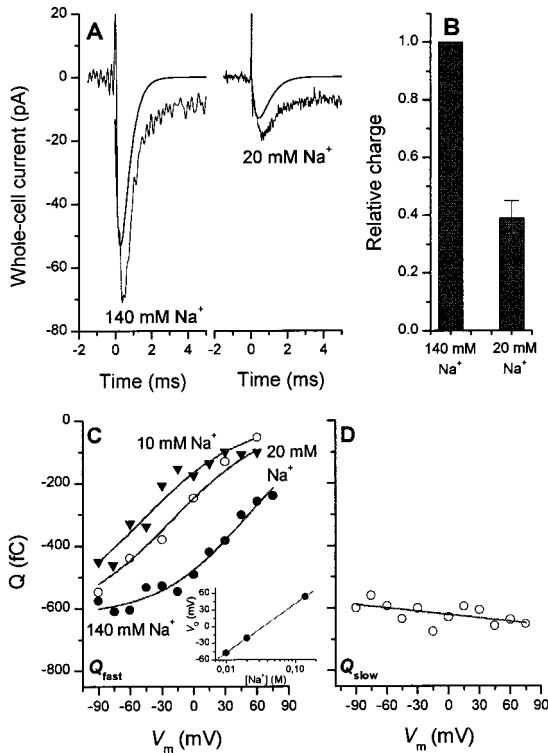 A
B
Whole-cell current (pA)
20
0
-20
-40
-60
-80
140 mM Na⁺
20 mM Na⁺
0 2 4
0 2 4
Time (ms)
Time (ms)
Relative charge
1.0
0.8
0.6
0.4
0.2
0.0
140 mM
Na⁺
20 mM
Na⁺
C
D
Q (fC)
0
-200
-400
-600
-800
10 mM Na⁺
20 mM
Na⁺
140 mM Na⁺
Vo (mV)
60
30
0
-30
-60
0.01 0.1
[Na⁺] (M)
Qfast
Qslow
-90 -60 -30 0 30 60 90
-90 -60 -30 0 30 60 90
Vm (mV)
Vm (mV)